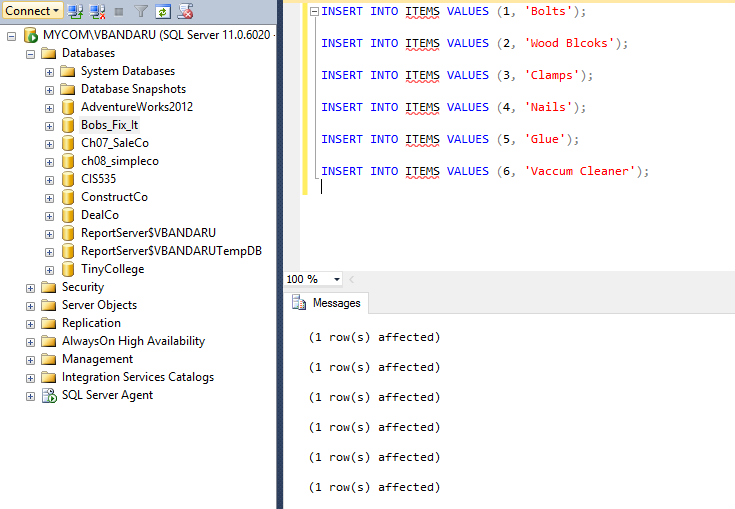 Connect
MYCOM\VBANDARU (SQL Server 11.0.6020 -
Databases
System Databases
Database Snapshots
AdventureWorks2012
Bobs_Fix_It
Ch07_SaleCo
ch08_simpleco
CIS535
ConstructCo
DealCo
ReportServer$VBANDARU
ReportServer$VBANDARUTempDB
TinyCollege
Security
Server Objects
Replication
AlwaysOn High Availability
Management
Integration Services Catalogs
SQL Server Agent
INSERT INTO ITEMS VALUES (1, 'Bolts');
INSERT INTO ITEMS VALUES (2, 'Wood Blcoks');
INSERT INTO ITEMS VALUES (3, 'Clamps');
INSERT INTO ITEMS VALUES (4, 'Nails');
INSERT INTO ITEMS VALUES (5, 'Glue');
INSERT INTO ITEMS VALUES (6, 'Vaccum Cleaner');
100 %
Messages
(1 row(s) affected)
(1 row(s) affected)
(1 row(s) affected)
(1 row(s) affected)
(1 row(s) affected)
(1 row(s) affected)